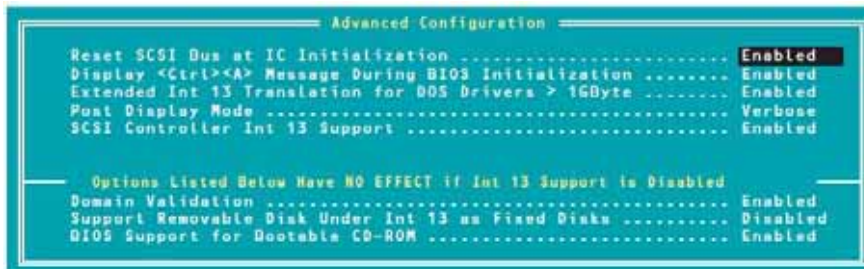 Advanced Configuration
Reset SCSI Bus at IC Initialization ........................... Enabled
Display <Ctrl><A> Message During BIOS Initialization ........ Enabled
Extended Int 13 Translation for DOS Drivers > 1GByte ....... Enabled
Post Display Mode ................................................ Verbose
SCSI Controller Int 13 Support ................................ Enabled
Options Listed Below Have NO EFFECT if Int 13 Support is Disabled
Domain Validation ............................................... Enabled
Support Removable Disk Under Int 13 as Fixed Disks .......... Disabled
BIOS Support for Bootable CD-ROM .............................. Enabled